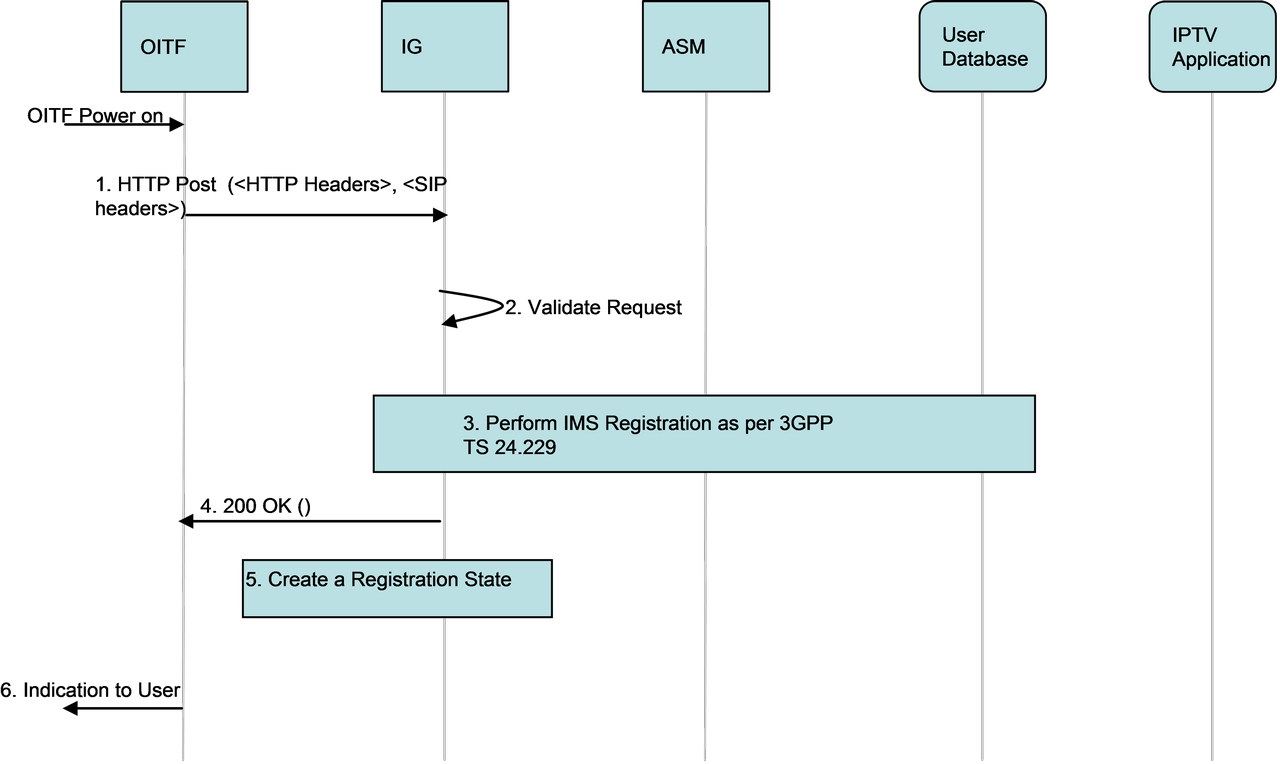 OITF
IG
ASM
User
Database
IPTV
Application
OITF Power on
1. HTTP Post (<HTTP Headers>, <SIP
headers>)
2. Validate Request
3. Perform IMS Registration as per 3GPP
TS 24.229
4. 200 OK ()
5. Create a Registration State
6. Indication to User